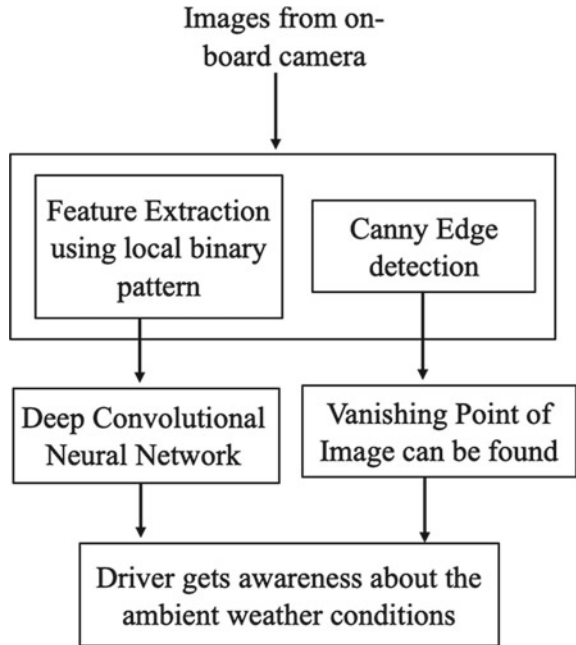 Images from on-
board camera
Feature Extraction
using local binary
pattern
Canny Edge
detection
Deep Convolutional
Neural Network
Vanishing Point of
Image can be found
Driver gets awareness about the
ambient weather conditions